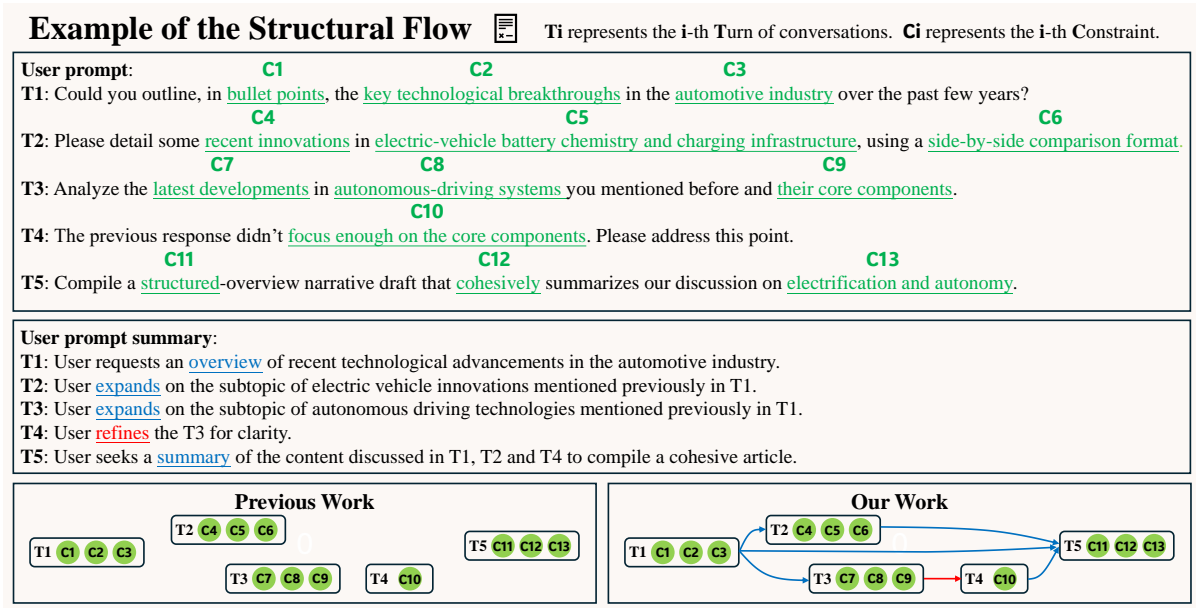 Example of the Structural Flow
Ti represents the i-th Turn of conversations. Ci represents the i-th Constraint.
User prompt:
C1 C2 C3
T1: Could you outline, in bullet points, the key technological breakthroughs in the automotive industry over the past few years?
C4 C5 C6
T2: Please detail some recent innovations in electric-vehicle battery chemistry and charging infrastructure, using a side-by-side comparison format.
C7 C8 C9
T3: Analyze the latest developments in autonomous-driving systems you mentioned before and their core components.
C10
T4: The previous response didn't focus enough on the core components. Please address this point.
C11 C12 C13
T5: Compile a structured-overview narrative draft that cohesively summarizes our discussion on electrification and autonomy.
User prompt summary:
T1: User requests an overview of recent technological advancements in the automotive industry.
T2: User expands on the subtopic of electric vehicle innovations mentioned previously in T1.
T3: User expands on the subtopic of autonomous driving technologies mentioned previously in T1.
T4: User refines the T3 for clarity.
T5: User seeks a summary of the content discussed in T1, T2 and T4 to compile a cohesive article.
Previous Work
T2 C4 C5 C6
0
T1 C1 C2 C3
T5 C11 C12 C13
T3 C7 C8 C9
T4 C10
Our Work
T2 C4 C5 C6
0
T1 C1 C2 C3
T5 C11 C12 C13
T3 C7 C8 C9
T4 C10